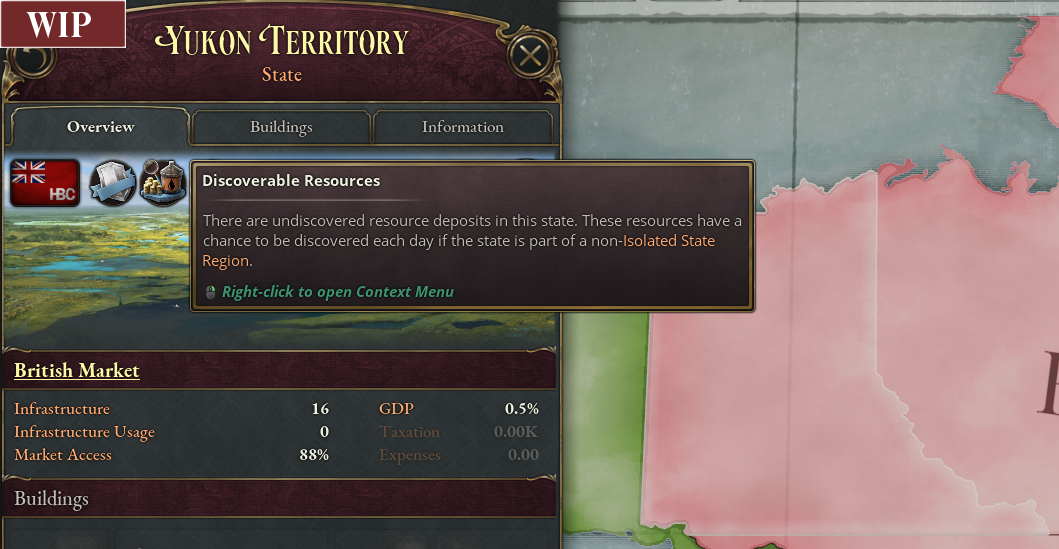 WIP
YUKON TERRITORY
State
Overview
Buildings
Information
HBC
Discoverable Resources
There are undiscovered resource deposits in this state. These resources have a
chance to be discovered each day if the state is part of a non-Isolated State
Region.
Right-click to open Context Menu
British Market
Infrastructure 16 GDP 0.5%
Infrastructure Usage 0 Taxation 0.00K
Market Access 88% Expenses 0.00
Buildings